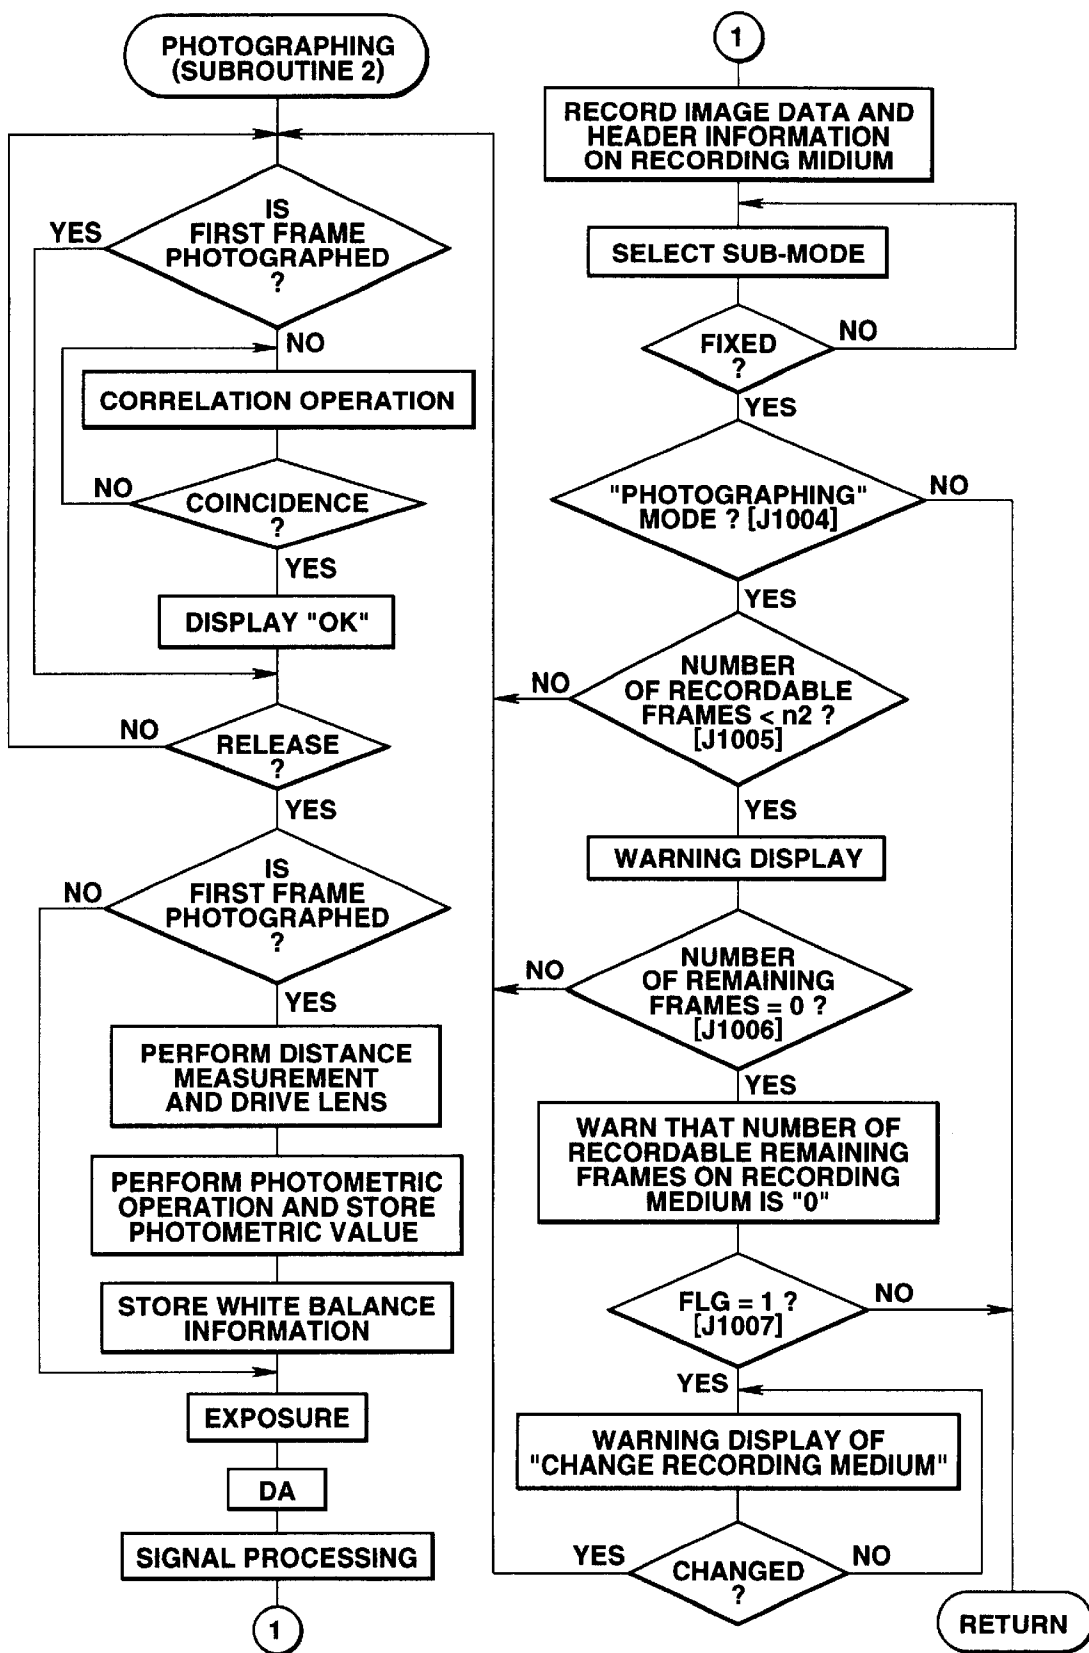 PHOTOGRAPHING
(SUBROUTINE 2)
IS
FIRST FRAME
PHOTOGRAPHED
?
YES
NO
CORRELATION OPERATION
COINCIDENCE
?
NO
YES
DISPLAY "OK"
RELEASE
?
NO
YES
IS
FIRST FRAME
PHOTOGRAPHED
?
NO
YES
PERFORM DISTANCE
MEASUREMENT
AND DRIVE LENS
PERFORM PHOTOMETRIC
OPERATION AND STORE
PHOTOMETRIC VALUE
STORE WHITE BALANCE
INFORMATION
EXPOSURE
DA
SIGNAL PROCESSING
1
1
RECORD IMAGE DATA AND
HEADER INFORMATION
ON RECORDING MIDIUM
SELECT SUB-MODE
FIXED
?
NO
YES
"PHOTOGRAPHING"
MODE ? [J1004]
NO
YES
NUMBER
OF RECORDABLE
FRAMES < n2 ?
[J1005]
NO
YES
WARNING DISPLAY
NUMBER
OF REMAINING
FRAMES = 0 ?
[J1006]
NO
YES
WARN THAT NUMBER OF
RECORDABLE REMAINING
FRAMES ON RECORDING
MEDIUM IS "0"
FLG = 1 ?
[J1007]
NO
YES
WARNING DISPLAY OF
"CHANGE RECORDING MEDIUM"
CHANGED
?
YES
NO
RETURN